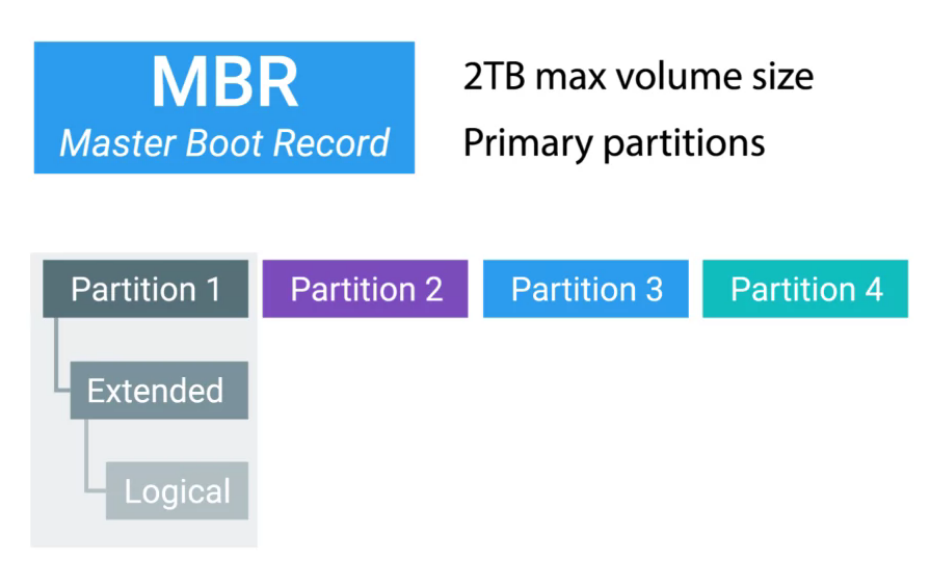 MBR
Master Boot Record
2TB max volume size
Primary partitions
Partition 1
Partition 2
Partition 3
Partition 4
Extended
Logical